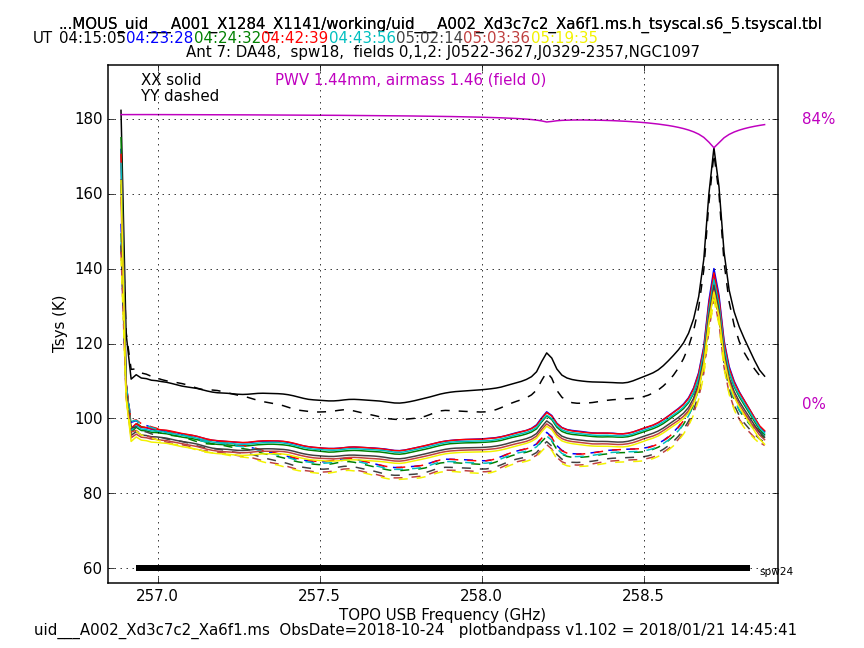 ...MOUS_uid___A001_X1284_X1141/working/uid___A002_Xd3c7c2_Xa6f1.ms.h_tsyscal.s6_5.tsyscal.tbl
UT 04:15:05 04:23:28 04:24:32 04:42:39 04:43:56 05:02:14 05:03:36 05:19:35
Ant 7: DA48, spw18, fields 0,1,2: J0522-3627,J0329-2357,NGC1097
XX solid
PWV 1.44mm, airmass 1.46 (field 0)
YY dashed
180
84%
160
140
120
Tsys (K)
100
0%
80
60
spw24
257.0 257.5 258.0 258.5
TOPO USB Frequency (GHz)
uid___A002_Xd3c7c2_Xa6f1.ms ObsDate=2018-10-24 plotbandpass v1.102 = 2018/01/21 14:45:41